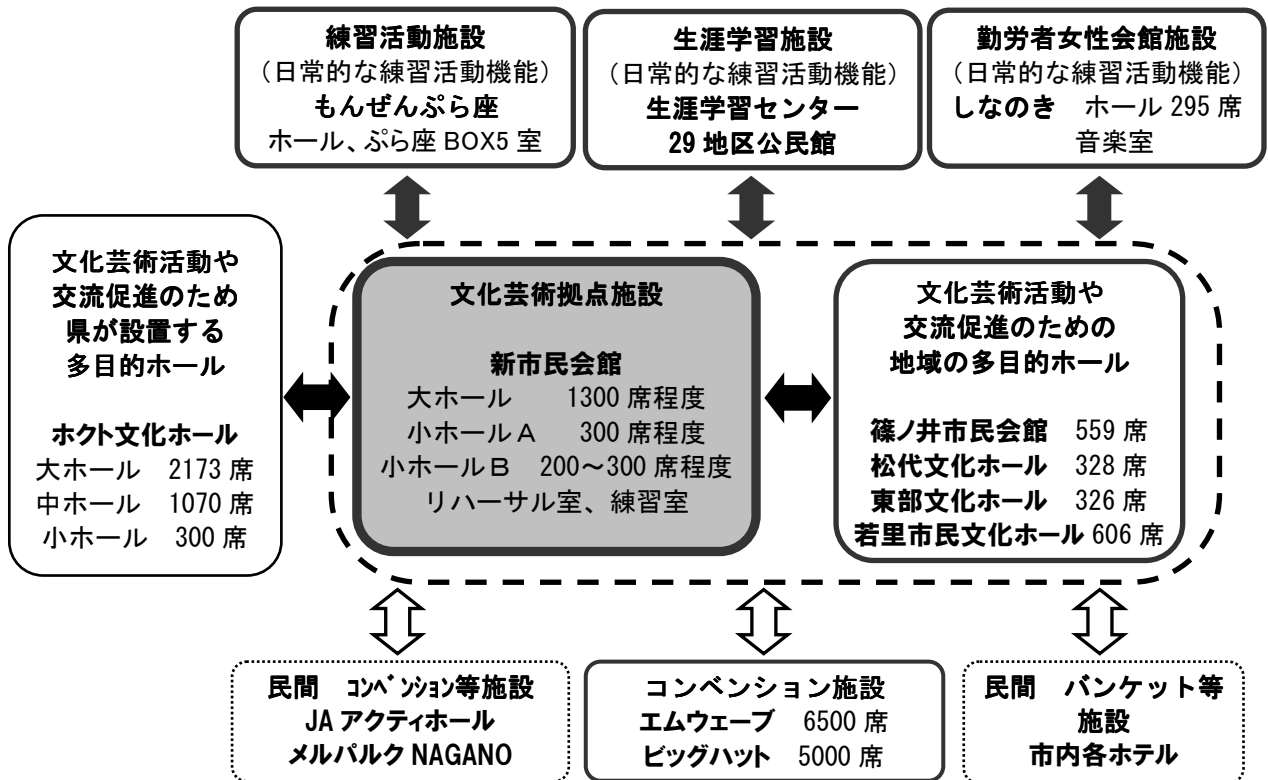 練習活動施設
（日常的な練習活動機能）
もんぜんぷら座
ホール、ぷら座 BOX5 室
生涯学習施設
（日常的な練習活動機能）
生涯学習センター
29 地区公民館
勤労者女性会館施設
（日常的な練習活動機能）
しなのき　ホール 295 席
音楽室
文化芸術活動や
交流促進のため
県が設置する
多目的ホール
ホクト文化ホール
大ホール　2173 席
中ホール　1070 席
小ホール　300 席
文化芸術拠点施設
新市民会館
大ホール　1300 席程度
小ホールＡ　300 席程度
小ホールＢ　200～300 席程度
リハーサル室、練習室
文化芸術活動や
交流促進のための
地域の多目的ホール
篠ノ井市民会館　559 席
松代文化ホール　328 席
東部文化ホール　326 席
若里市民文化ホール 606 席
民間　ｺﾝﾍﾞﾝｼｮﾝ等施設
JA アクティホール
メルパルク NAGANO
コンベンション施設
エムウェーブ　6500 席
ビッグハット　5000 席
民間　バンケット等
施設
市内各ホテル